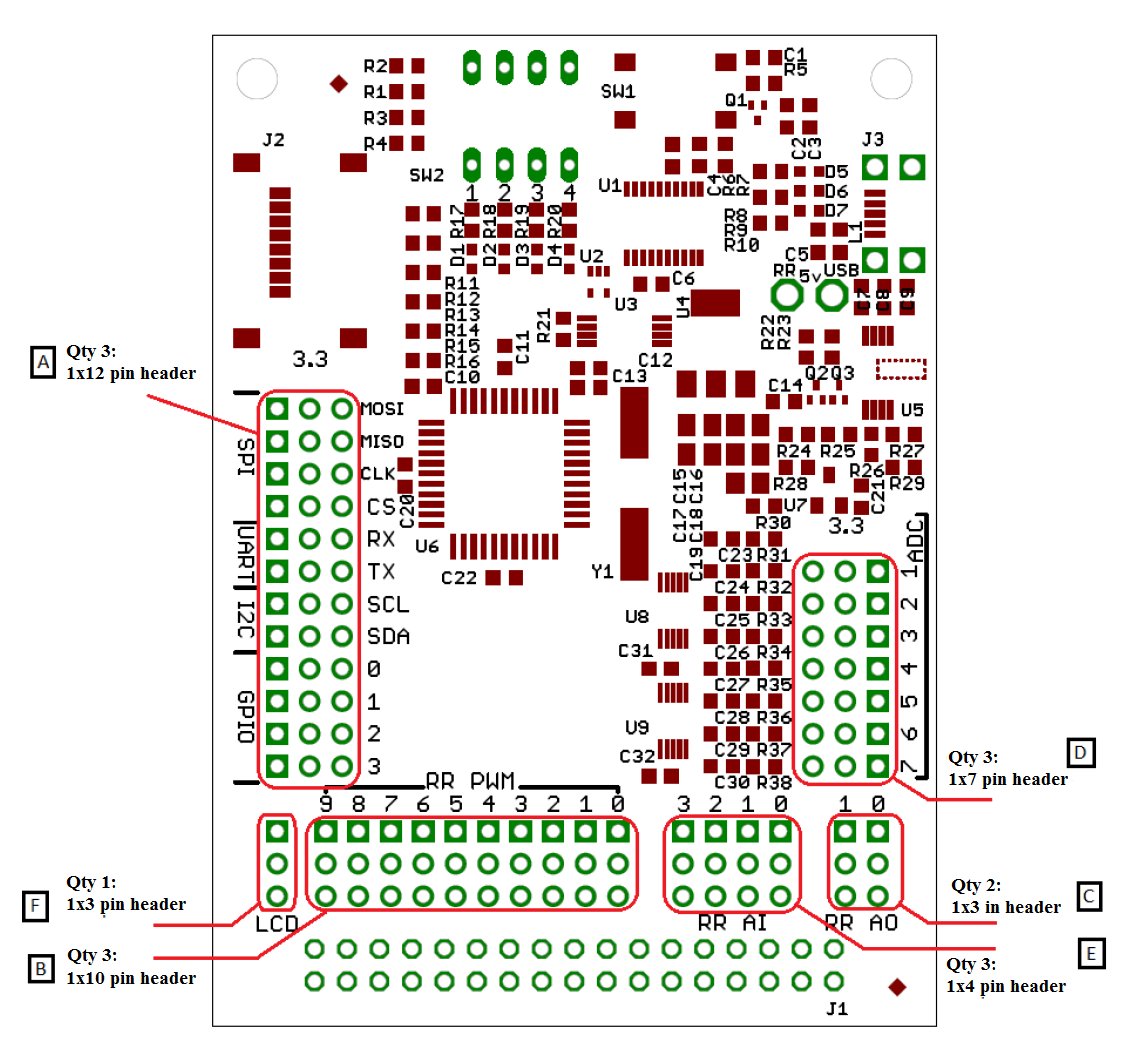 R2
R1
R3
R4
J2
SW2
1 2 3 4
SW1
C1
R5
Q1
C2
C3
J3
U1
C4
R6
R7
D5
D6
D7
R8
R9
R10
L1
C5
RR 5v USB
R17
R18
R19
R20
D1
D2
D3
D4
U2
C6
U3
U4
R11
R12
R13
R14
R15
R16
C10
C11
R21
C12
C13
R22
R23
C7
C8
C9
Q2 Q3
C14
U5
A
Qty 3:
1x12 pin header
3.3
SPI
MOSI
MISO
CLK
CS
UART
RX
TX
I2C
SCL
SDA
GPIO
0
1
2
3
C20
U6
C22
Y1
C15
C16
C17
C18
C19
R24 R25
R26
R27
R28
R29
U7
C21
R30
3.3
ADC
C23 R31
C24 R32
C25 R33
C26 R34
C27 R35
C28 R36
C29 R37
C30 R38
U8
C31
U9
C32
1
2
3
4
5
6
7
D
Qty 3:
1x7 pin header
RR PWM
9 8 7 6 5 4 3 2 1 0
3 2 1 0
1 0
F
Qty 1:
1x3 pin header
LCD
RR AI
RR AO
Qty 2:
1x3 in header
C
B
Qty 3:
1x10 pin header
E
Qty 3:
1x4 pin header
J1